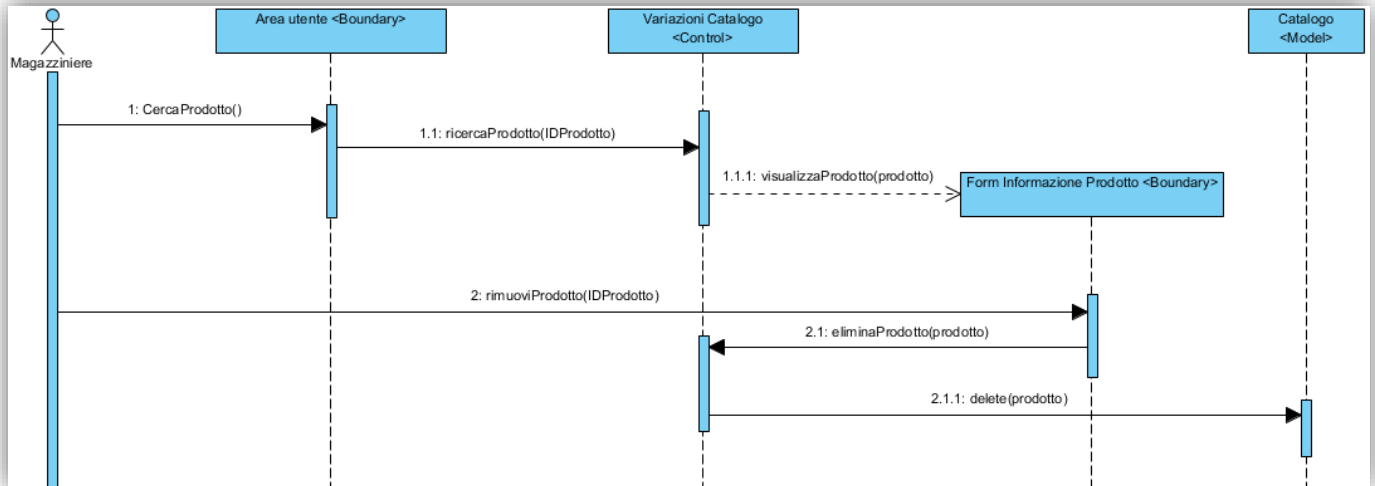 Area utente <Boundary>
Variazioni Catalogo
<Control>
Catalogo
<Model>
Magazziniere
1: CercaProdotto()
1.1: ricercaProdotto(IDProdotto)
1.1.1: visualizzaProdotto(prodotto)
Form Informazione Prodotto <Boundary>
2: rimuoviProdotto(IDProdotto)
2.1: eliminaProdotto(prodotto)
2.1.1: delete(prodotto)